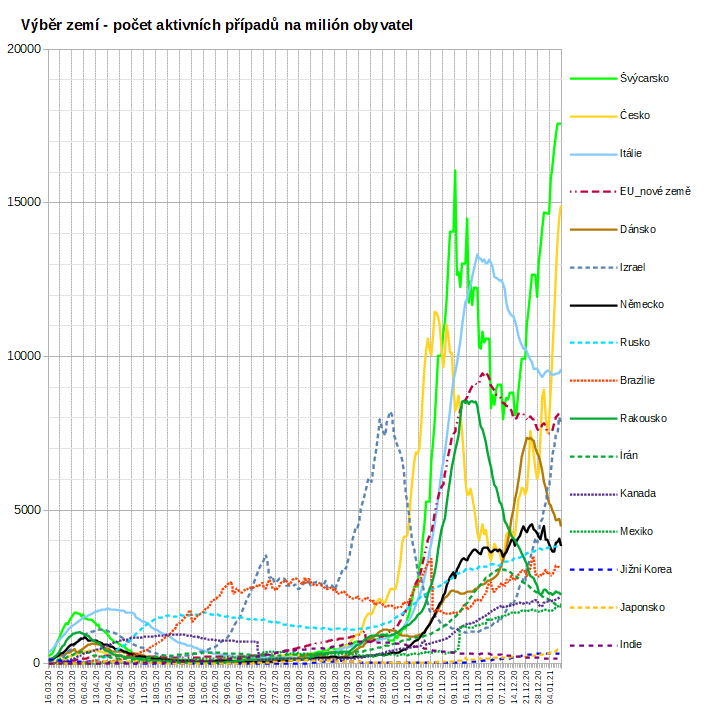 Výběr zemí - počet aktivních případů na milión obyvatel
20000
15000
10000
5000
0
16.03.20
23.03.20
30.03.20
06.04.20
13.04.20
20.04.20
27.04.20
04.05.20
11.05.20
18.05.20
25.05.20
01.06.20
08.06.20
15.06.20
22.06.20
29.06.20
06.07.20
13.07.20
20.07.20
27.07.20
03.08.20
10.08.20
17.08.20
24.08.20
31.08.20
07.09.20
14.09.20
21.09.20
28.09.20
05.10.20
12.10.20
19.10.20
26.10.20
02.11.20
09.11.20
16.11.20
23.11.20
30.11.20
07.12.20
14.12.20
21.12.20
28.12.20
04.01.21
Švýcarsko
Česko
Itálie
EU_nové země
Dánsko
Izrael
Německo
Rusko
Brazílie
Rakousko
Irán
Kanada
Mexiko
Jižni Korea
Japonsko
Indie